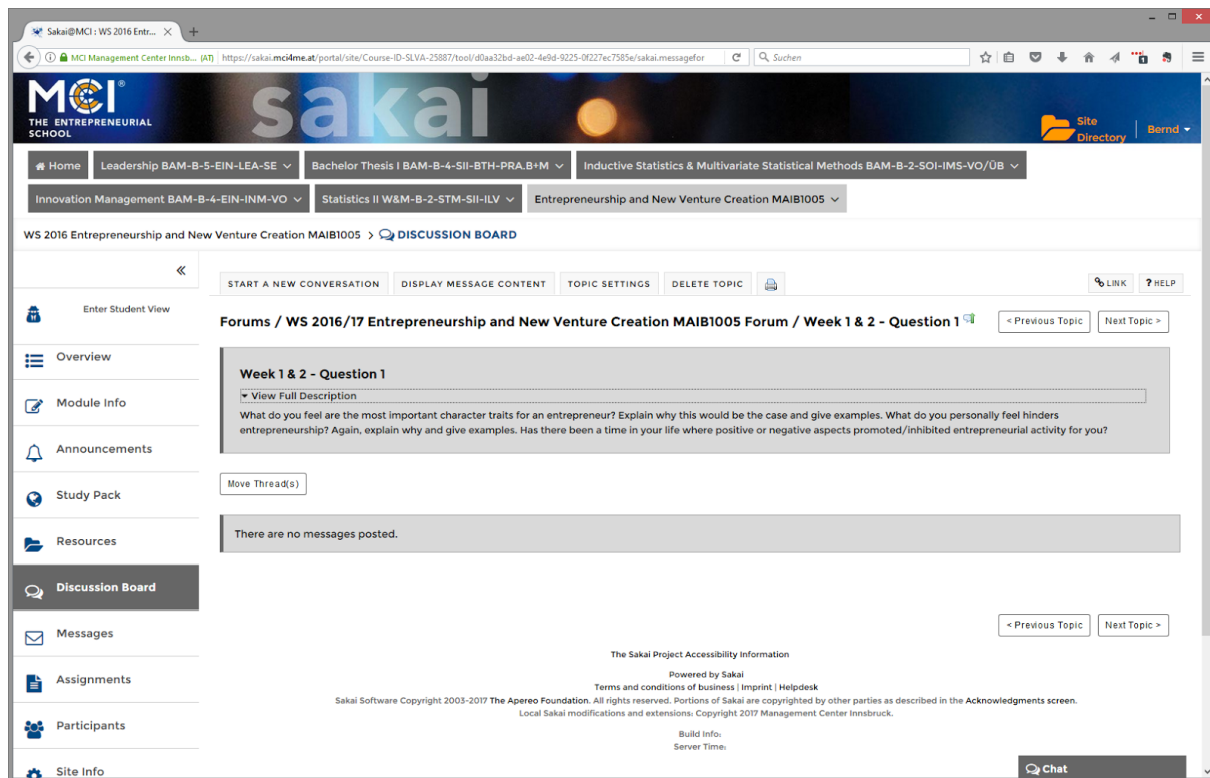 Sakai@MCI : WS 2016 Entr...
MCI Management Center Innsb... (AT) https://sakai.mci4me.at/portal/site/Course-ID-SLVA-25887/tool/d0aa32bd-ae02-4e9d-9225-0f227ec7585e/sakai.messagefor
Suchen
MCI®
THE ENTREPRENEURIAL
SCHOOL
sakai
Site
Directory
Bernd
Home
Leadership BAM-B-5-EIN-LEA-SE
Bachelor Thesis I BAM-B-4-SII-BTH-PRA.B+M
Inductive Statistics & Multivariate Statistical Methods BAM-B-2-SOI-IMS-VO/ÜB
Innovation Management BAM-B-4-EIN-INM-VO
Statistics II W&M-B-2-STM-SII-ILV
Entrepreneurship and New Venture Creation MAIB1005
WS 2016 Entrepreneurship and New Venture Creation MAIB1005 > DISCUSSION BOARD
«
START A NEW CONVERSATION
DISPLAY MESSAGE CONTENT
TOPIC SETTINGS
DELETE TOPIC
LINK
? HELP
Enter Student View
Overview
Module Info
Announcements
Study Pack
Resources
Discussion Board
Messages
Assignments
Participants
Site Info
Forums / WS 2016/17 Entrepreneurship and New Venture Creation MAIB1005 Forum / Week 1 & 2 - Question 1
< Previous Topic
Next Topic >
Week 1 & 2 - Question 1
View Full Description
What do you feel are the most important character traits for an entrepreneur? Explain why this would be the case and give examples. What do you personally feel hinders
entrepreneurship? Again, explain why and give examples. Has there been a time in your life where positive or negative aspects promoted/inhibited entrepreneurial activity for you?
Move Thread(s)
There are no messages posted.
< Previous Topic
Next Topic >
The Sakai Project Accessibility Information
Powered by Sakai
Terms and conditions of business | Imprint | Helpdesk
Sakai Software Copyright 2003-2017 The Apereo Foundation. All rights reserved. Portions of Sakai are copyrighted by other parties as described in the Acknowledgments screen.
Local Sakai modifications and extensions: Copyright 2017 Management Center Innsbruck.
Build Info:
Server Time:
Chat